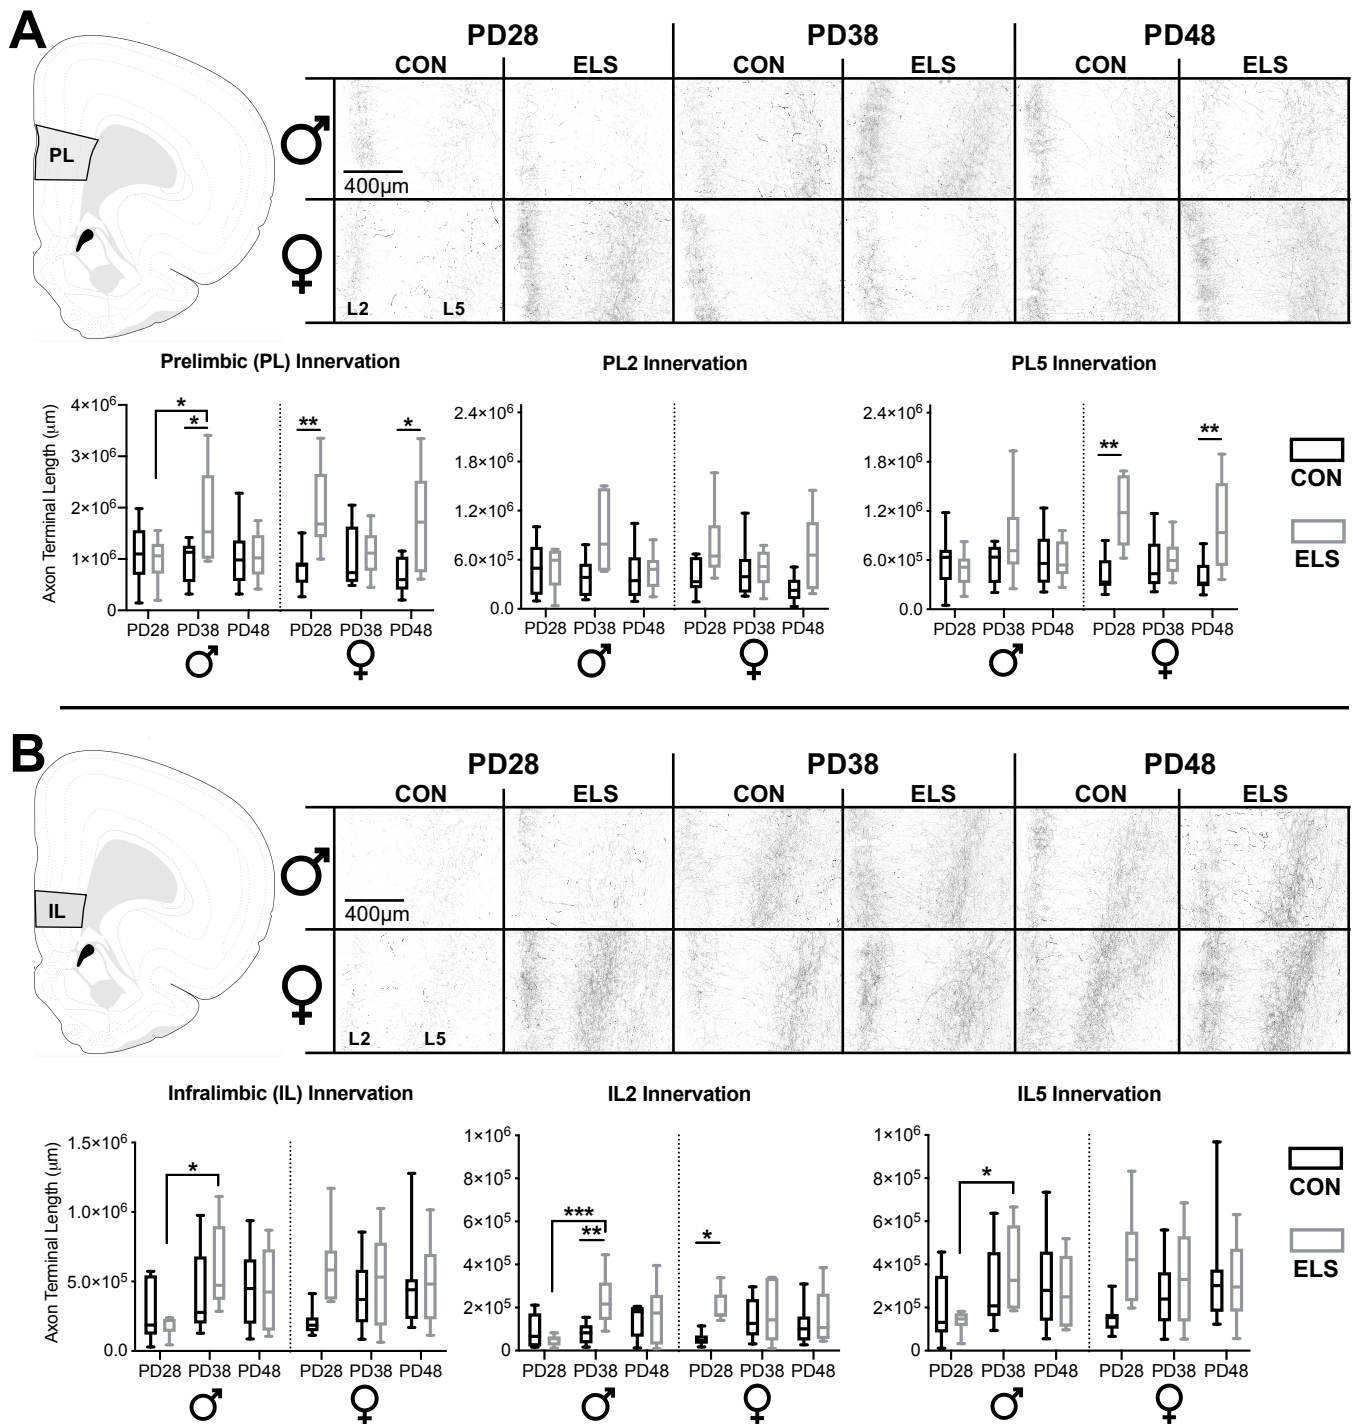 A
PD28 PD38 PD48
CON ELS CON ELS CON ELS
PL
♂
400μm
♀
L2 L5
Prelimbic (PL) Innervation
Axon Terminal Length (μm)
4×10⁶
3×10⁶
2×10⁶
1×10⁶
0
* * ** *
PD28 PD38 PD48 PD28 PD38 PD48
♂ ♀
PL2 Innervation
2.4×10⁶
1.8×10⁶
1.2×10⁶
6.0×10⁵
0.0
PD28 PD38 PD48 PD28 PD38 PD48
♂ ♀
PL5 Innervation
2.4×10⁶
1.8×10⁶
1.2×10⁶
6.0×10⁵
0.0
** **
PD28 PD38 PD48 PD28 PD38 PD48
♂ ♀
CON
ELS
B
PD28 PD38 PD48
CON ELS CON ELS CON ELS
IL
♂
400μm
♀
L2 L5
Infralimbic (IL) Innervation
Axon Terminal Length (μm)
1.5×10⁶
1.0×10⁶
5.0×10⁵
0.0
*
PD28 PD38 PD48 PD28 PD38 PD48
♂ ♀
IL2 Innervation
1×10⁶
8×10⁵
6×10⁵
4×10⁵
2×10⁵
0
*** ** *
PD28 PD38 PD48 PD28 PD38 PD48
♂ ♀
IL5 Innervation
1×10⁶
8×10⁵
6×10⁵
4×10⁵
2×10⁵
0
*
PD28 PD38 PD48 PD28 PD38 PD48
♂ ♀
CON
ELS